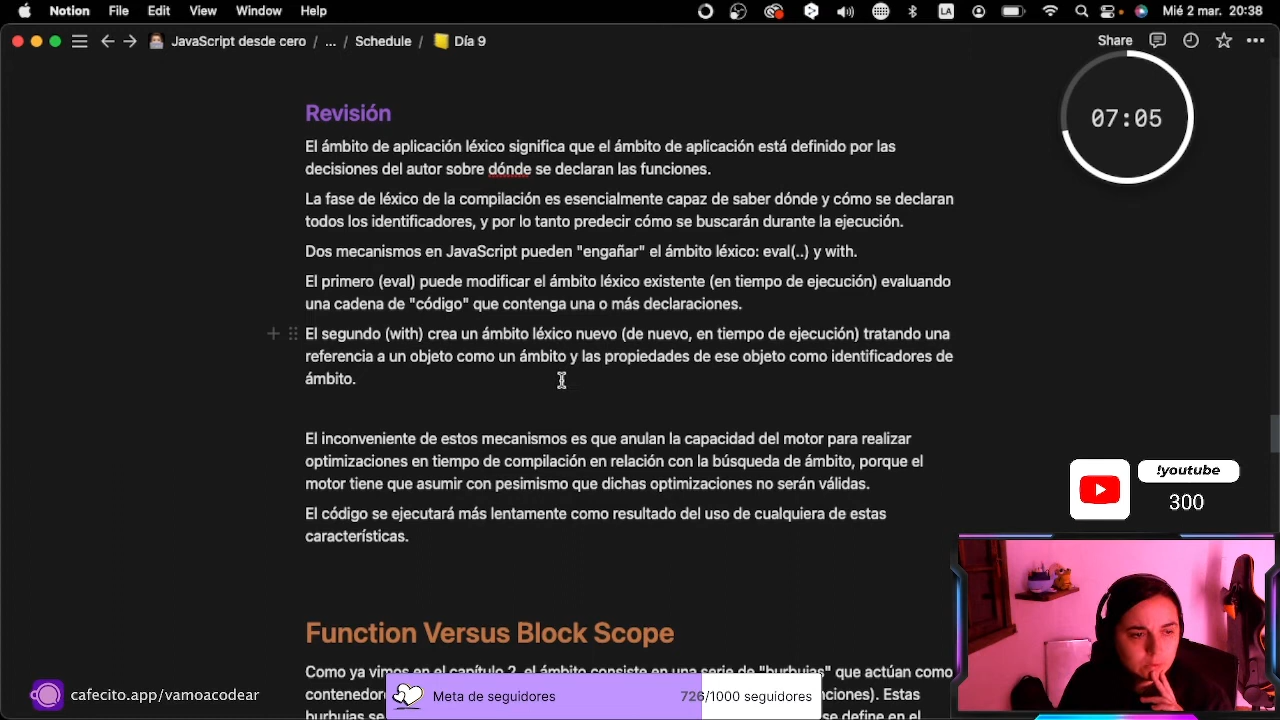 Notion File Edit View Window Help LA Mié 2 mar. 20:38
JavaScript desde cero / ... / Schedule / Día 9 Share
07:05
Revisión
El ámbito de aplicación léxico significa que el ámbito de aplicación está definido por las
decisiones del autor sobre dónde se declaran las funciones.
La fase de léxico de la compilación es esencialmente capaz de saber dónde y cómo se declaran
todos los identificadores, y por lo tanto predecir cómo se buscarán durante la ejecución.
Dos mecanismos en JavaScript pueden "engañar" el ámbito léxico: eval(..) y with.
El primero (eval) puede modificar el ámbito léxico existente (en tiempo de ejecución) evaluando
una cadena de "código" que contenga una o más declaraciones.
El segundo (with) crea un ámbito léxico nuevo (de nuevo, en tiempo de ejecución) tratando una
referencia a un objeto como un ámbito y las propiedades de ese objeto como identificadores de
ámbito.
El inconveniente de estos mecanismos es que anulan la capacidad del motor para realizar
optimizaciones en tiempo de compilación en relación con la búsqueda de ámbito, porque el
motor tiene que asumir con pesimismo que dichas optimizaciones no serán válidas.
El código se ejecutará más lentamente como resultado del uso de cualquiera de estas
características.
!youtube
300
Function Versus Block Scope
Como ya vimos en el capítulo 2, el ámbito consiste en una serie de "burbujas" que actúan como
contenedor nciones). Estas
burbujas se se define en el
cafecito.app/vamoacodear
Meta de seguidores 726/1000 seguidores